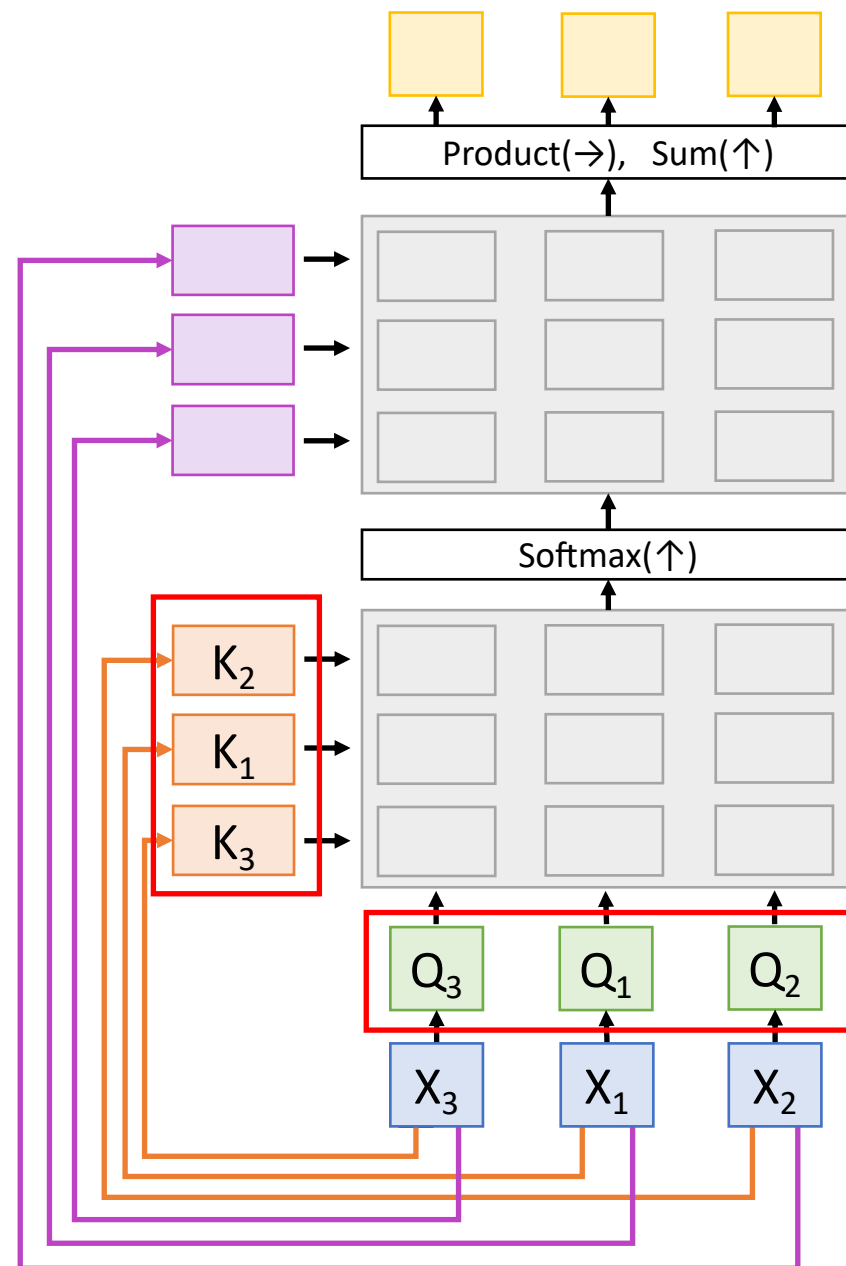 Product(→), Sum(↑)
Softmax(↑)
K₂
K₁
K₃
Q₃ Q₁ Q₂
X₃ X₁ X₂